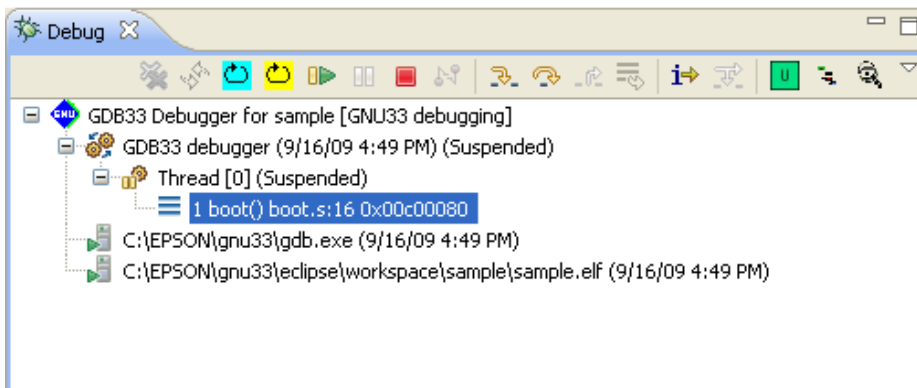 Debug
U
GNU GDB33 Debugger for sample [GNU33 debugging]
GDB33 debugger (9/16/09 4:49 PM) (Suspended)
Thread [0] (Suspended)
1 boot() boot.s:16 0x00c00080
C:\EPSON\gnu33\gdb.exe (9/16/09 4:49 PM)
C:\EPSON\gnu33\eclipse\workspace\sample\sample.elf (9/16/09 4:49 PM)